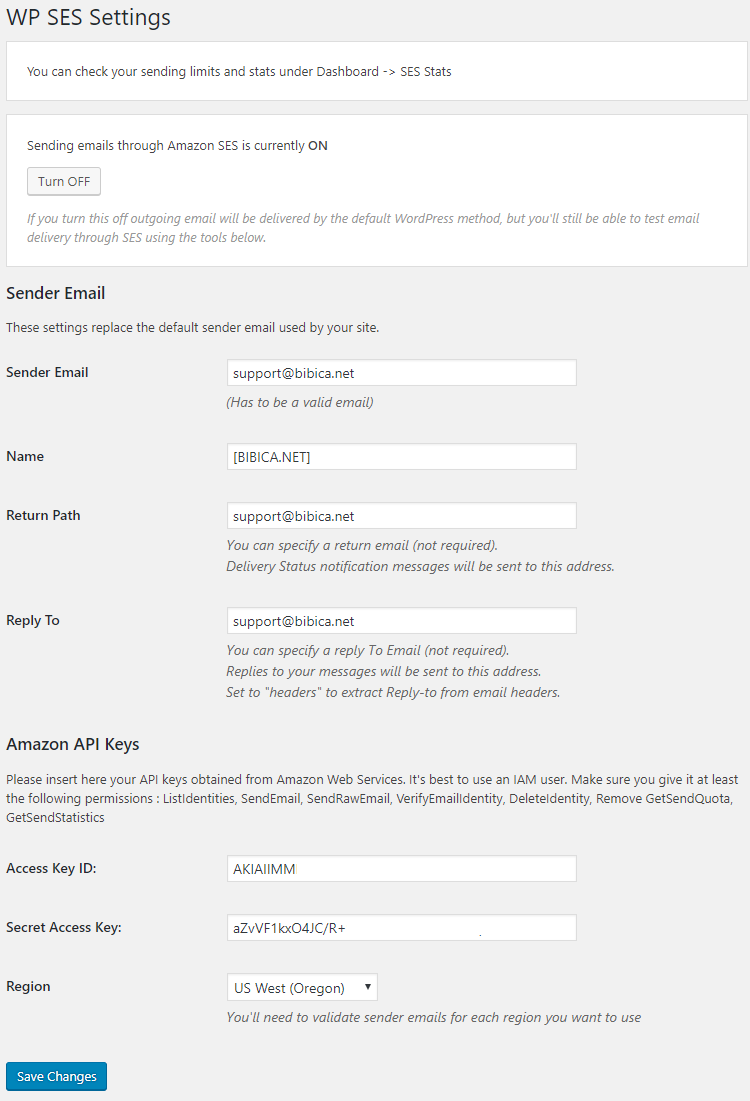 WP SES Settings
You can check your sending limits and stats under Dashboard -> SES Stats
Sending emails through Amazon SES is currently ON
Turn OFF
If you turn this off outgoing email will be delivered by the default WordPress method, but you'll still be able to test email
delivery through SES using the tools below.
Sender Email
These settings replace the default sender email used by your site.
Sender Email
support@bibica.net
(Has to be a valid email)
Name
[BIBICA.NET]
Return Path
support@bibica.net
You can specify a return email (not required).
Delivery Status notification messages will be sent to this address.
Reply To
support@bibica.net
You can specify a reply To Email (not required).
Replies to your messages will be sent to this address.
Set to "headers" to extract Reply-to from email headers.
Amazon API Keys
Please insert here your API keys obtained from Amazon Web Services. It's best to use an IAM user. Make sure you give it at least
the following permissions : ListIdentities, SendEmail, SendRawEmail, VerifyEmailIdentity, DeleteIdentity, Remove GetSendQuota,
GetSendStatistics
Access Key ID:
AKIAIIMM
Secret Access Key:
aZvVF1kxO4JC/R+
Region
US West (Oregon)
You'll need to validate sender emails for each region you want to use
Save Changes